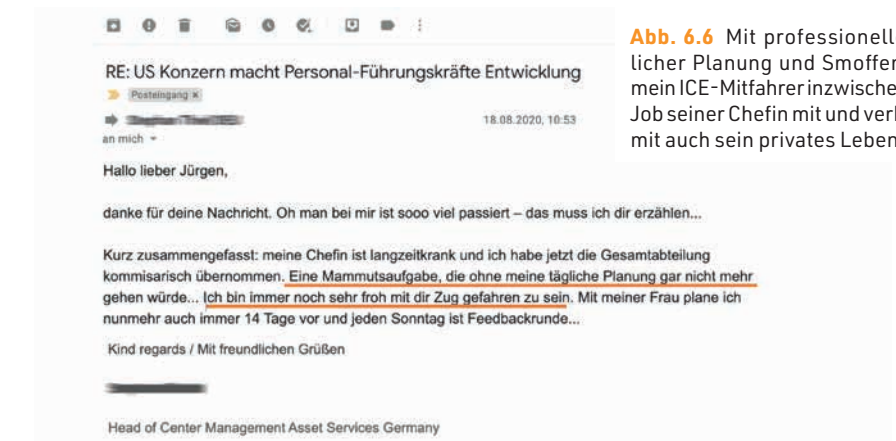 Abb. 6.6 Mit professionell
licher Planung und Smoffer
mein ICE-Mitfahrer inzwische
Job seiner Chefin mit und verl
mit auch sein privates Leben
RE: US Konzern macht Personal-Führungskräfte Entwicklung
Posteingang x
18.08.2020, 10:53
an mich
Hallo lieber Jürgen,
danke für deine Nachricht. Oh man bei mir ist sooo viel passiert – das muss ich dir erzählen...
Kurz zusammengefasst: meine Chefin ist langzeitkrank und ich habe jetzt die Gesamtabteilung
kommisarisch übernommen. Eine Mammutsaufgabe, die ohne meine tägliche Planung gar nicht mehr
gehen würde... Ich bin immer noch sehr froh mit dir Zug gefahren zu sein. Mit meiner Frau plane ich
nunmehr auch immer 14 Tage vor und jeden Sonntag ist Feedbackrunde...
Kind regards / Mit freundlichen Grüßen
Head of Center Management Asset Services Germany